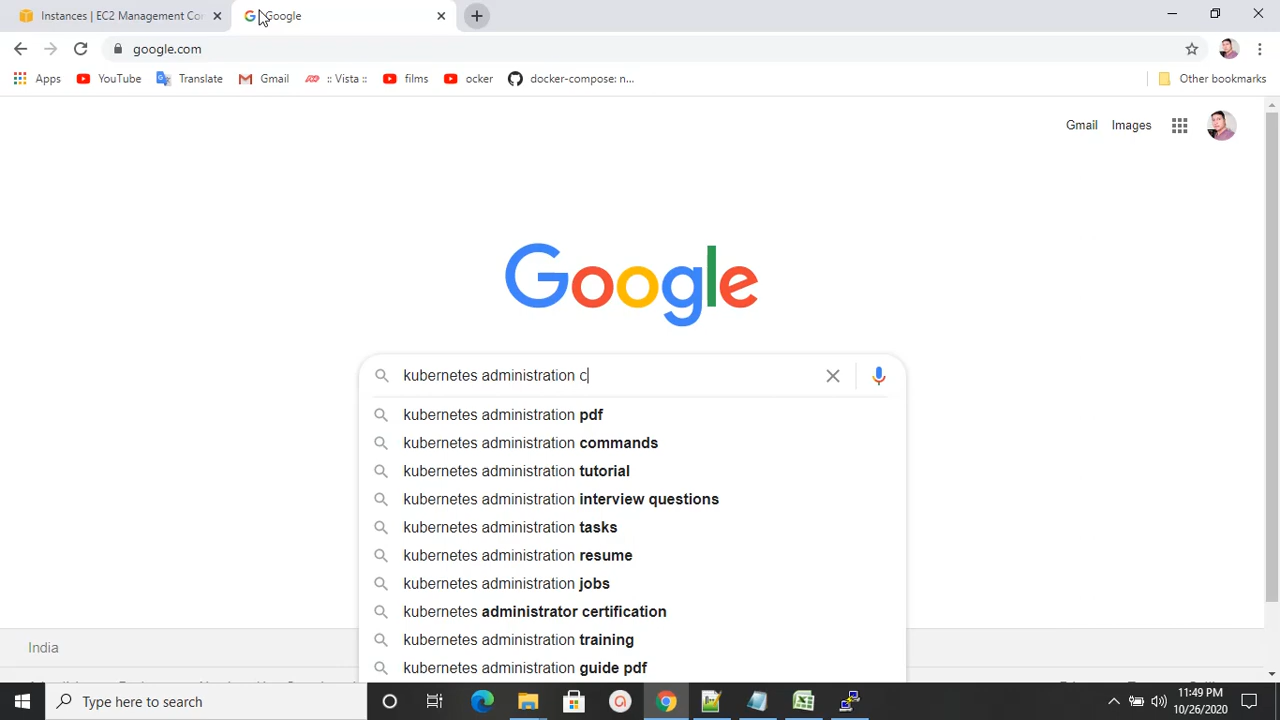 Instances | EC2 Management Con
Google
google.com
Apps
YouTube
Translate
Gmail
:: Vista ::
films
ocker
docker-compose: n...
Other bookmarks
Gmail
Images
Google
kubernetes administration c
kubernetes administration pdf
kubernetes administration commands
kubernetes administration tutorial
kubernetes administration interview questions
kubernetes administration tasks
kubernetes administration resume
kubernetes administration jobs
kubernetes administrator certification
kubernetes administration training
kubernetes administration guide pdf
India
Type here to search
11:49 PM
10/26/2020